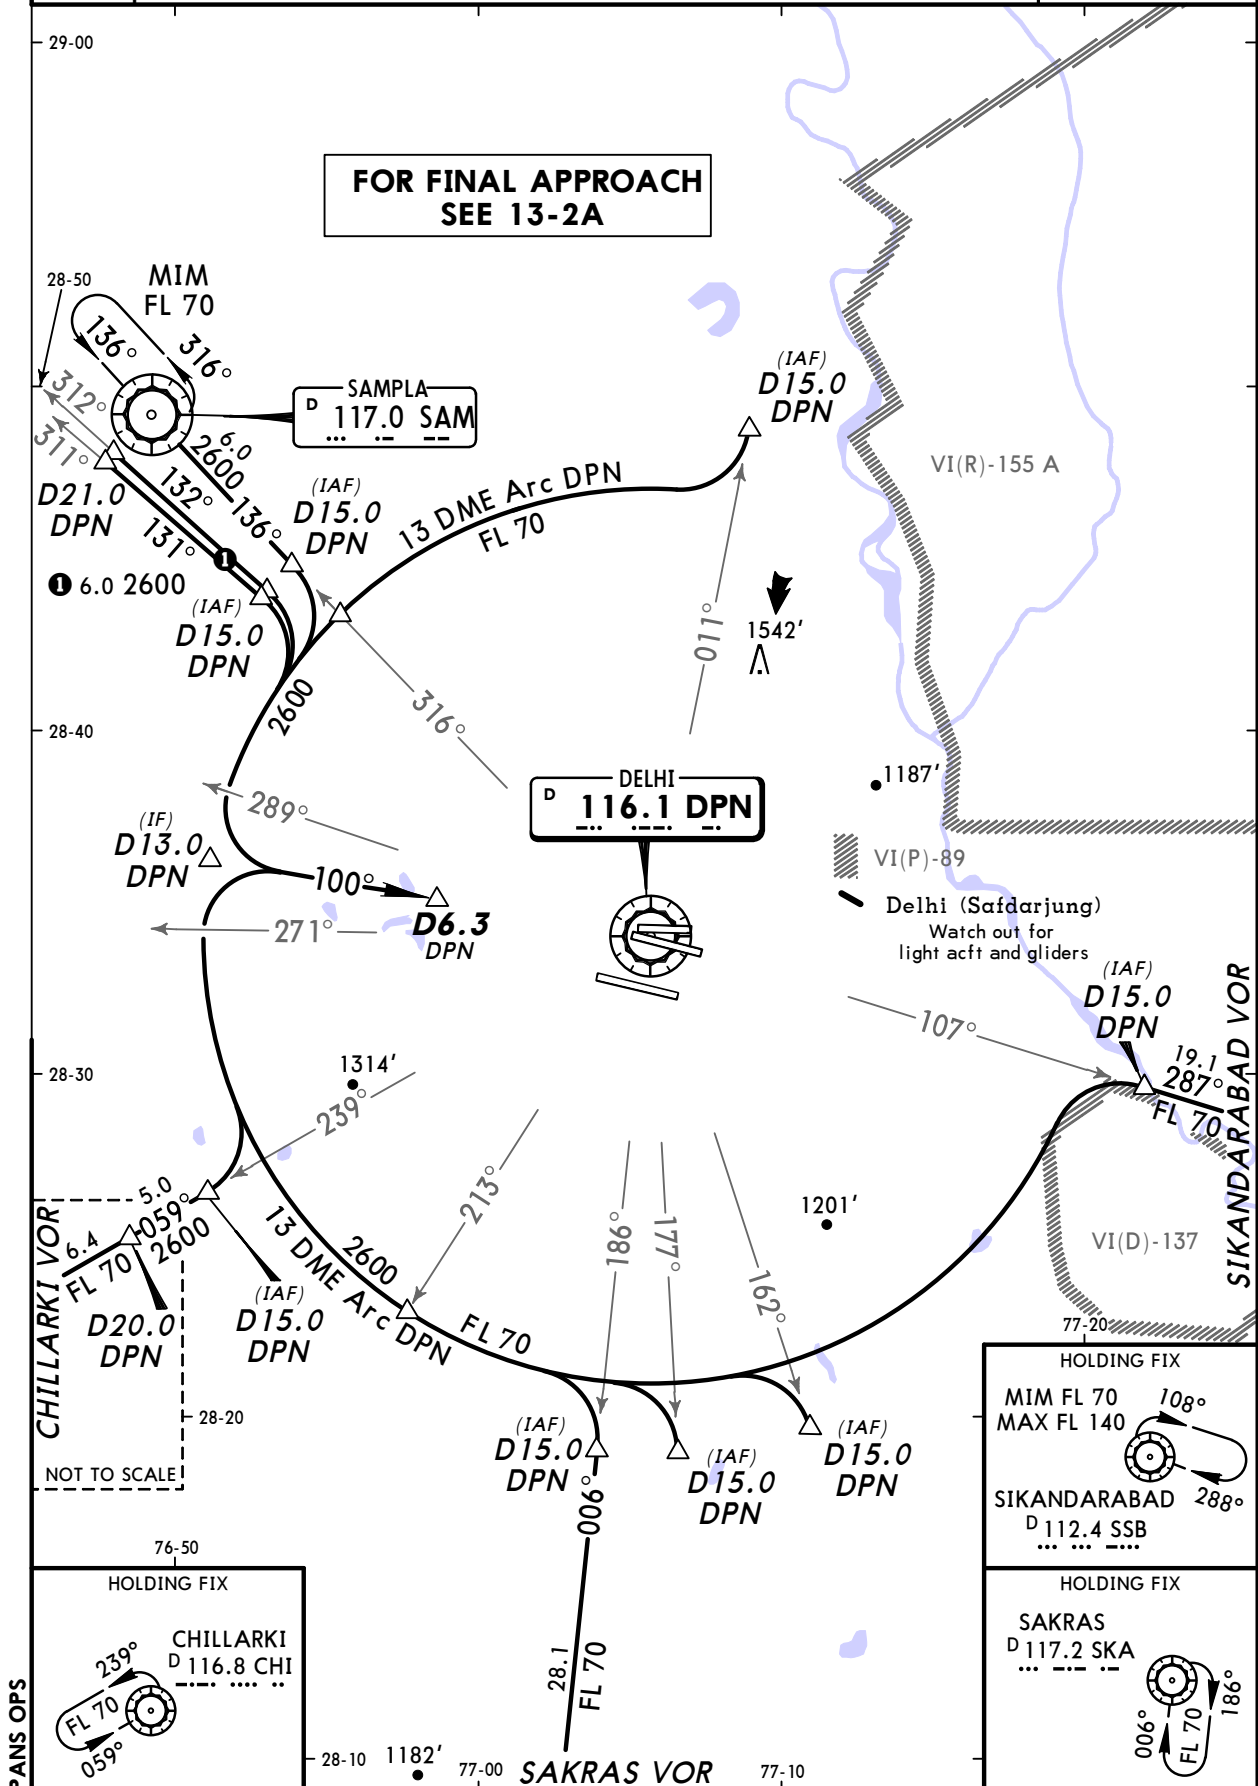 29-00
FOR FINAL APPROACH
SEE 13-2A
28-50
MIM
FL 70
136°
316°
312°
311°
SAMPLA
D 117.0 SAM
6.0
2600
136°
(IAF)
D15.0
DPN
D21.0
DPN
132°
131°
1
1 6.0 2600
(IAF)
D15.0
DPN
13 DME Arc DPN
FL 70
(IAF)
D15.0
DPN
VI(R)-155 A
011°
1542'
316°
2600
28-40
DELHI
D 116.1 DPN
1187'
289°
(IF)
D13.0
DPN
100°
D6.3
DPN
271°
VI(P)-89
Delhi (Safdarjung)
Watch out for
light acft and gliders
107°
(IAF)
D15.0
DPN
19.1
287°
FL 70
SIKANDARABAD VOR
28-30
1314'
239°
213°
186°
177°
162°
1201'
VI(D)-137
CHILLARKI VOR
6.4
FL 70
5.0
059°
2600
D20.0
DPN
(IAF)
D15.0
DPN
13 DME Arc DPN
2600
FL 70
28-20
NOT TO SCALE
(IAF)
D15.0
DPN
(IAF)
D15.0
DPN
(IAF)
D15.0
DPN
006°
28.1
FL 70
77-20
HOLDING FIX
MIM FL 70
MAX FL 140
108°
288°
SIKANDARABAD
D 112.4 SSB
76-50
HOLDING FIX
CHILLARKI
D 116.8 CHI
239°
FL 70
059°
HOLDING FIX
SAKRAS
D 117.2 SKA
006°
FL 70
186°
PANS OPS
28-10
1182'
77-00
SAKRAS VOR
77-10